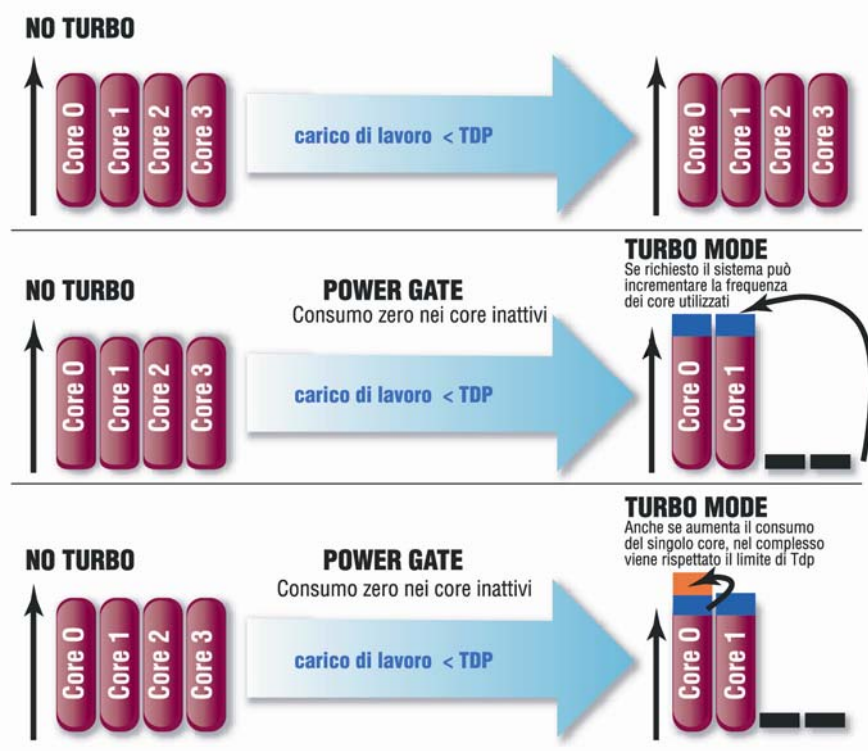 NO TURBO
Core 0
Core 1
Core 2
Core 3
carico di lavoro < TDP
Core 0
Core 1
Core 2
Core 3
NO TURBO
Core 0
Core 1
Core 2
Core 3
POWER GATE
Consumo zero nei core inattivi
carico di lavoro < TDP
TURBO MODE
Se richiesto il sistema può
incrementare la frequenza
dei core utilizzati
Core 0
Core 1
NO TURBO
Core 0
Core 1
Core 2
Core 3
POWER GATE
Consumo zero nei core inattivi
carico di lavoro < TDP
TURBO MODE
Anche se aumenta il consumo
del singolo core, nel complesso
viene rispettato il limite di Tdp
Core 0
Core 1